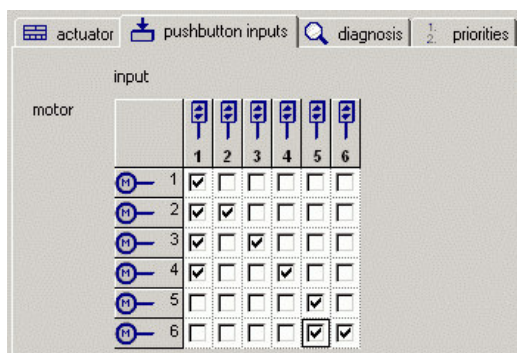 actuator pushbutton inputs diagnosis 1. 2. priorities
input
motor
1 2 3 4 5 6
M 1
M 2
M 3
M 4
M 5
M 6